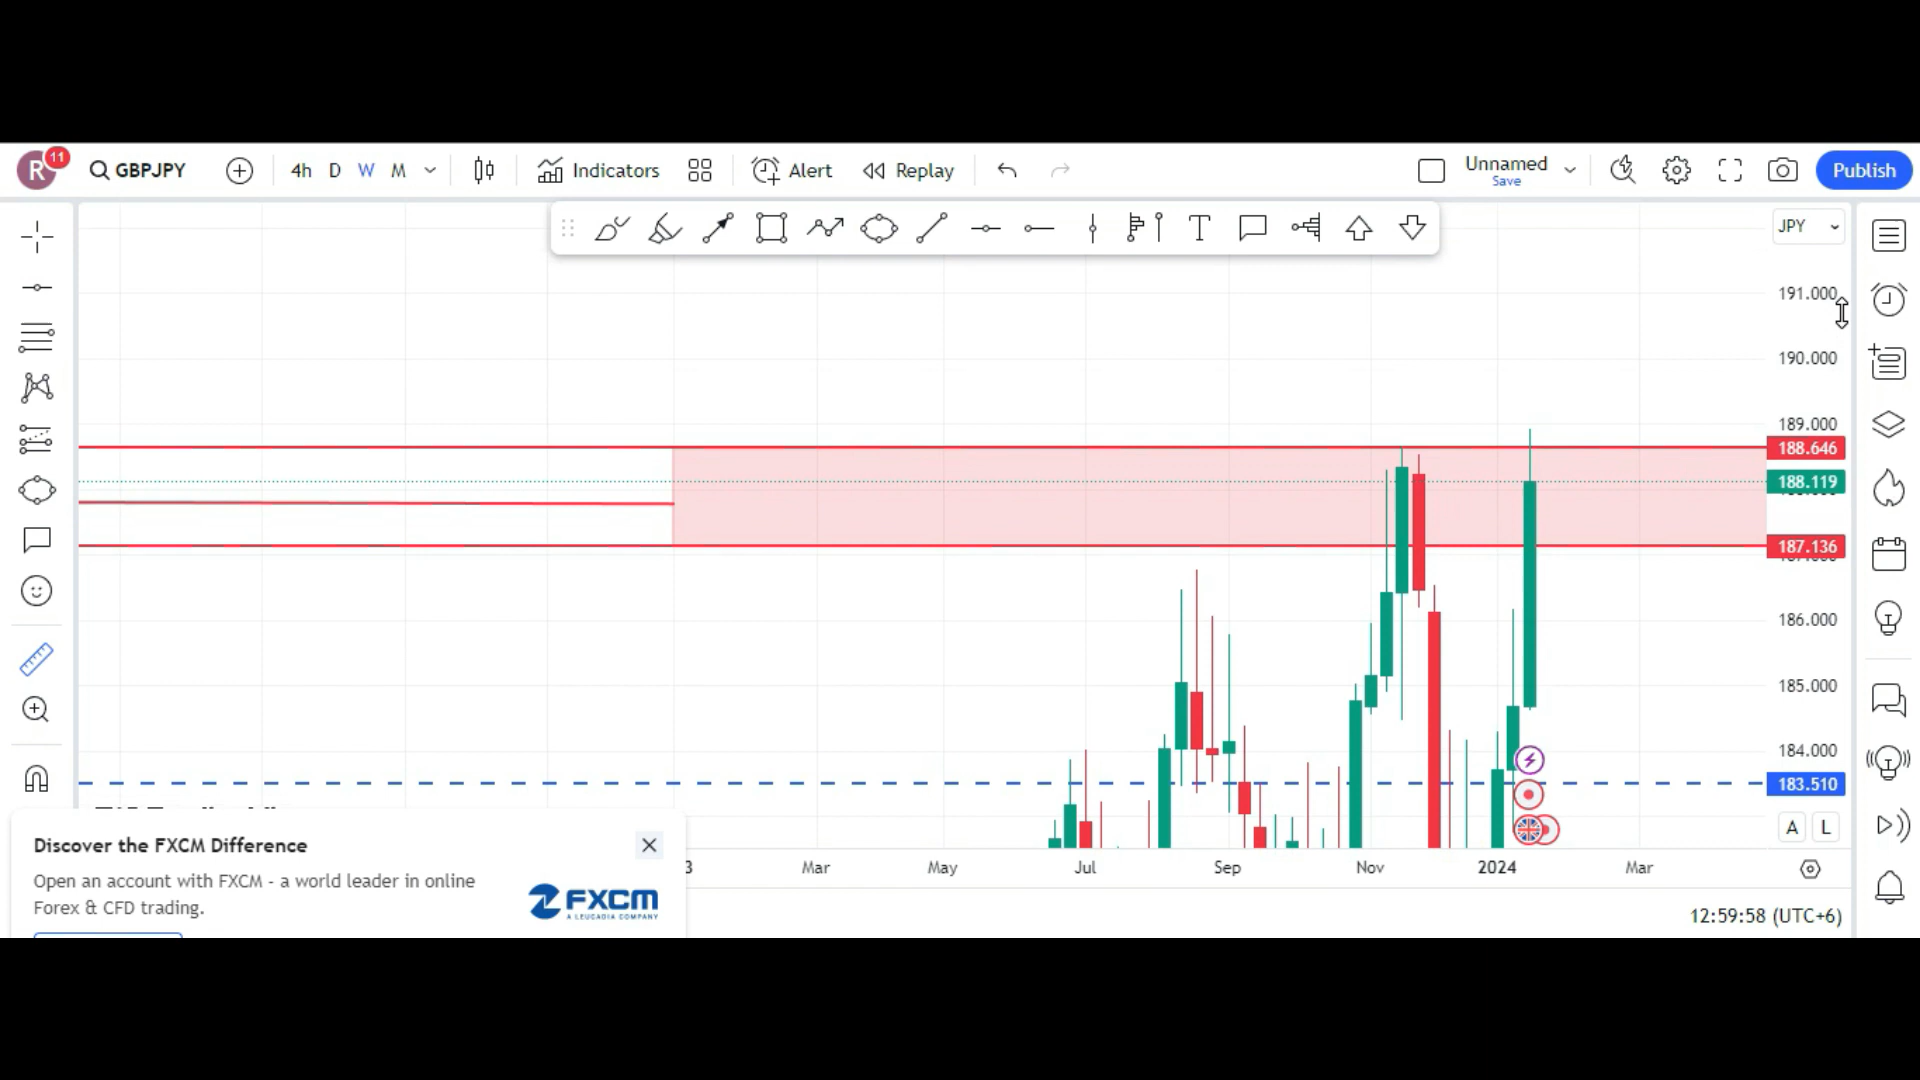 R 11 GBPJPY 4h D W M Indicators Alert Replay Unnamed Save Publish
T JPY
191.000
190.000
189.000
188.646
188.119
187.136
186.000
185.000
184.000
183.510
A L
Discover the FXCM Difference
Open an account with FXCM - a world leader in online
Forex & CFD trading.
FXCM
A LEUCADIA COMPANY
3 Mar May Jul Sep Nov 2024 Mar
12:59:58 (UTC+6)